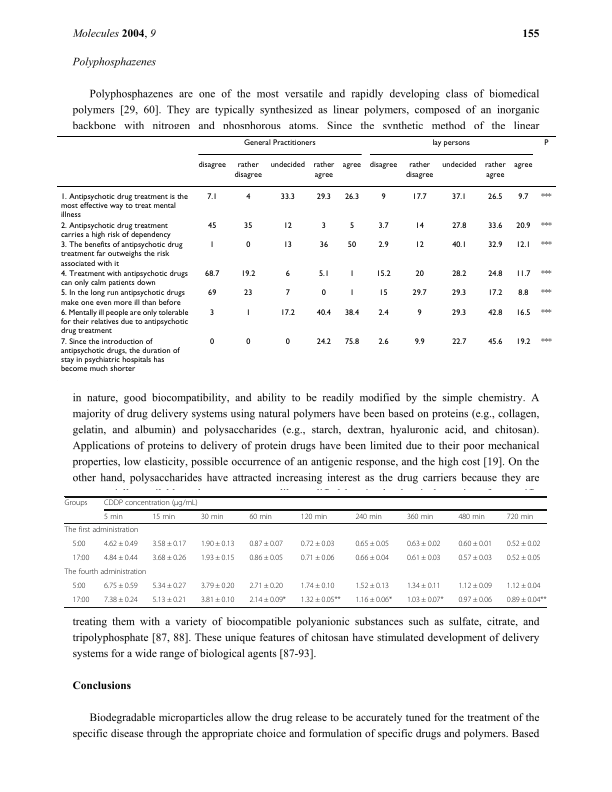 Molecules 2004, 9 155
Polyphosphazenes
Polyphosphazenes are one of the most versatile and rapidly developing class of biomedical
polymers [29, 60]. They are typically synthesized as linear polymers, composed of an inorganic
backbone with nitrogen and phosphorous atoms. Since the synthetic method of the linear
General Practitioners lay persons P
disagree rather disagree undecided rather agree agree disagree rather disagree undecided rather agree agree
1. Antipsychotic drug treatment is the 7.1 4 33.3 29.3 26.3 9 17.7 37.1 26.5 9.7 ***
most effective way to treat mental
illness
2. Antipsychotic drug treatment 45 35 12 3 5 3.7 14 27.8 33.6 20.9 ***
carries a high risk of dependency
3. The benefits of antipsychotic drug 1 0 13 36 50 2.9 12 40.1 32.9 12.1 ***
treatment far outweighs the risk
associated with it
4. Treatment with antipsychotic drugs 68.7 19.2 6 5.1 1 15.2 20 28.2 24.8 11.7 ***
can only calm patients down
5. In the long run antipsychotic drugs 69 23 7 0 1 15 29.7 29.3 17.2 8.8 ***
make one even more ill than before
6. Mentally ill people are only tolerable 3 1 17.2 40.4 38.4 2.4 9 29.3 42.8 16.5 ***
for their relatives due to antipsychotic
drug treatment
7. Since the introduction of 0 0 0 24.2 75.8 2.6 9.9 22.7 45.6 19.2 ***
antipsychotic drugs, the duration of
stay in psychiatric hospitals has
become much shorter
in nature, good biocompatibility, and ability to be readily modified by the simple chemistry. A
majority of drug delivery systems using natural polymers have been based on proteins (e.g., collagen,
gelatin, and albumin) and polysaccharides (e.g., starch, dextran, hyaluronic acid, and chitosan).
Applications of proteins to delivery of protein drugs have been limited due to their poor mechanical
properties, low elasticity, possible occurrence of an antigenic response, and the high cost [19]. On the
other hand, polysaccharides have attracted increasing interest as the drug carriers because they are
Groups CDDP concentration (μg/mL)
5 min 15 min 30 min 60 min 120 min 240 min 360 min 480 min 720 min
The first administration
5:00 4.62 ± 0.49 3.58 ± 0.17 1.90 ± 0.13 0.87 ± 0.07 0.72 ± 0.03 0.65 ± 0.05 0.63 ± 0.02 0.60 ± 0.01 0.52 ± 0.02
17:00 4.84 ± 0.44 3.68 ± 0.26 1.93 ± 0.15 0.86 ± 0.05 0.71 ± 0.06 0.66 ± 0.04 0.61 ± 0.03 0.57 ± 0.03 0.52 ± 0.05
The fourth administration
5:00 6.75 ± 0.59 5.34 ± 0.27 3.79 ± 0.20 2.71 ± 0.20 1.74 ± 0.10 1.52 ± 0.13 1.34 ± 0.11 1.12 ± 0.09 1.12 ± 0.04
17:00 7.38 ± 0.24 5.13 ± 0.21 3.81 ± 0.10 2.14 ± 0.09* 1.32 ± 0.05** 1.16 ± 0.06* 1.03 ± 0.07* 0.97 ± 0.06 0.89 ± 0.04**
treating them with a variety of biocompatible polyanionic substances such as sulfate, citrate, and
tripolyphosphate [87, 88]. These unique features of chitosan have stimulated development of delivery
systems for a wide range of biological agents [87-93].
Conclusions
Biodegradable microparticles allow the drug release to be accurately tuned for the treatment of the
specific disease through the appropriate choice and formulation of specific drugs and polymers. Based